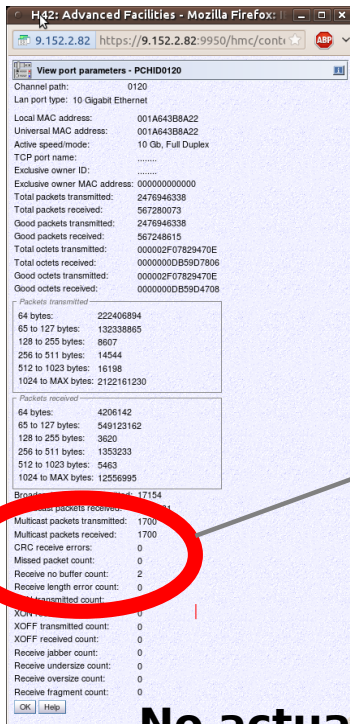 H42: Advanced Facilities - Mozilla Firefox:
9.152.2.82 https://9.152.2.82:9950/hmc/conte
ABP
View port parameters - PCHID0120
Channel path: 0120
Lan port type: 10 Gigabit Ethernet
Local MAC address: 001A643B8A22
Universal MAC address: 001A643B8A22
Active speed/mode: 10 Gb, Full Duplex
TCP port name: ........
Exclusive owner ID: ........
Exclusive owner MAC address: 000000000000
Total packets transmitted: 2476946338
Total packets received: 567280073
Good packets transmitted: 2476946338
Good packets received: 567248615
Total octets transmitted: 000002F07829470E
Total octets received: 0000000DB59D7806
Good octets transmitted: 000002F07829470E
Good octets received: 0000000DB59D4708
Packets transmitted
64 bytes: 222406894
65 to 127 bytes: 132338865
128 to 255 bytes: 8607
256 to 511 bytes: 14544
512 to 1023 bytes: 16198
1024 to MAX bytes: 2122161230
Packets received
64 bytes: 4206142
65 to 127 bytes: 549123162
128 to 255 bytes: 3620
256 to 511 bytes: 1353233
512 to 1023 bytes: 5463
1024 to MAX bytes: 12556995
17154
packets received:
Multicast packets transmitted: 1700
Multicast packets received: 1700
CRC receive errors: 0
Missed packet count: 0
Receive no buffer count: 2
Receive length error count: 0
transmitted count: 0
0
XOFF transmitted count: 0
XOFF received count: 0
Receive jabber count: 0
Receive undersize count: 0
Receive oversize count: 0
Receive fragment count: 0
OK Help
No actua